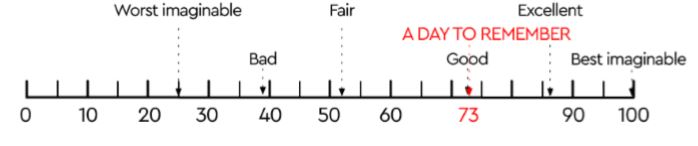 Worst imaginable Fair Excellent
A DAY TO REMEMBER
Bad Good Best imaginable
0 10 20 30 40 50 60 73 90 100